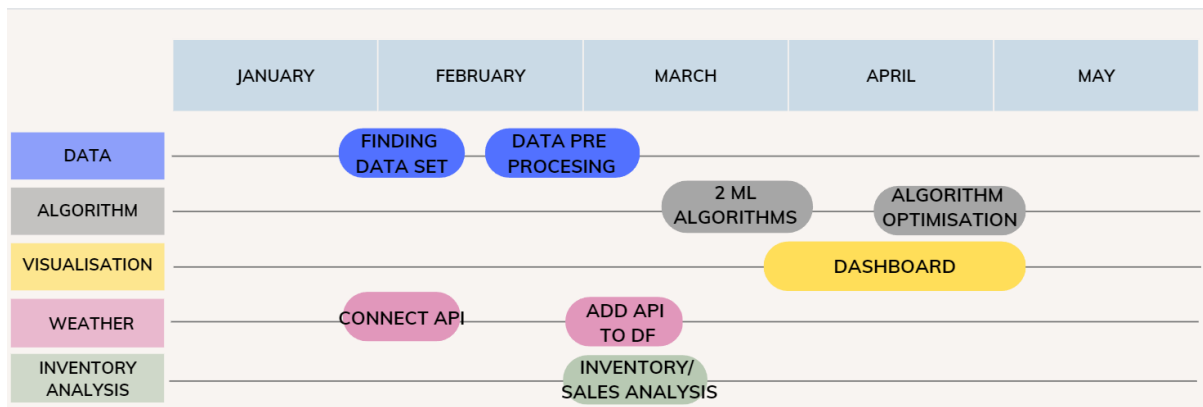 JANUARY
FEBRUARY
MARCH
APRIL
MAY
DATA
FINDING
DATA SET
DATA PRE
PROCESING
ALGORITHM
2 ML
ALGORITHMS
ALGORITHM
OPTIMISATION
VISUALISATION
DASHBOARD
WEATHER
CONNECT API
ADD API
TO DF
INVENTORY
ANALYSIS
INVENTORY/
SALES ANALYSIS